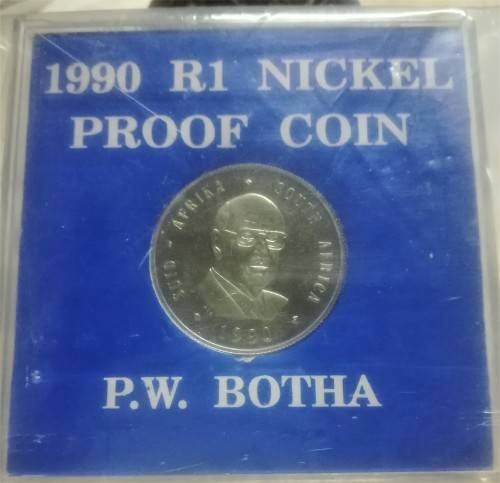 1990 R1 NICKEL
PROOF COIN
SUID - AFRIKA • SOUTH AFRICA
1990
P.W. BOTHA